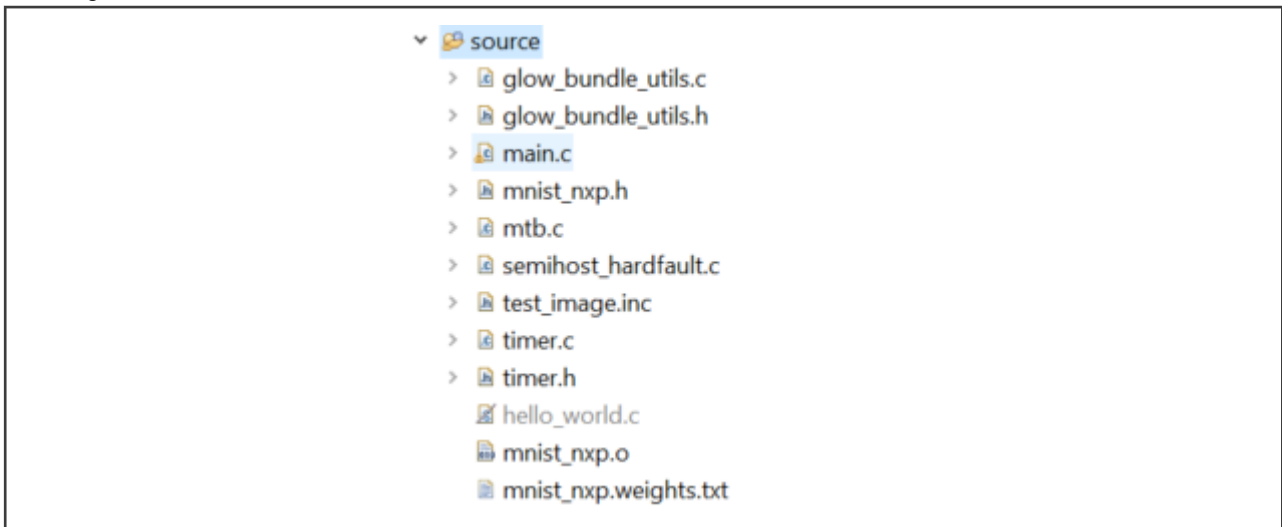 source
glow_bundle_utils.c
glow_bundle_utils.h
main.c
mnist_nxp.h
mtb.c
semihost_hardfault.c
test_image.inc
timer.c
timer.h
hello_world.c
mnist_nxp.o
mnist_nxp.weights.txt